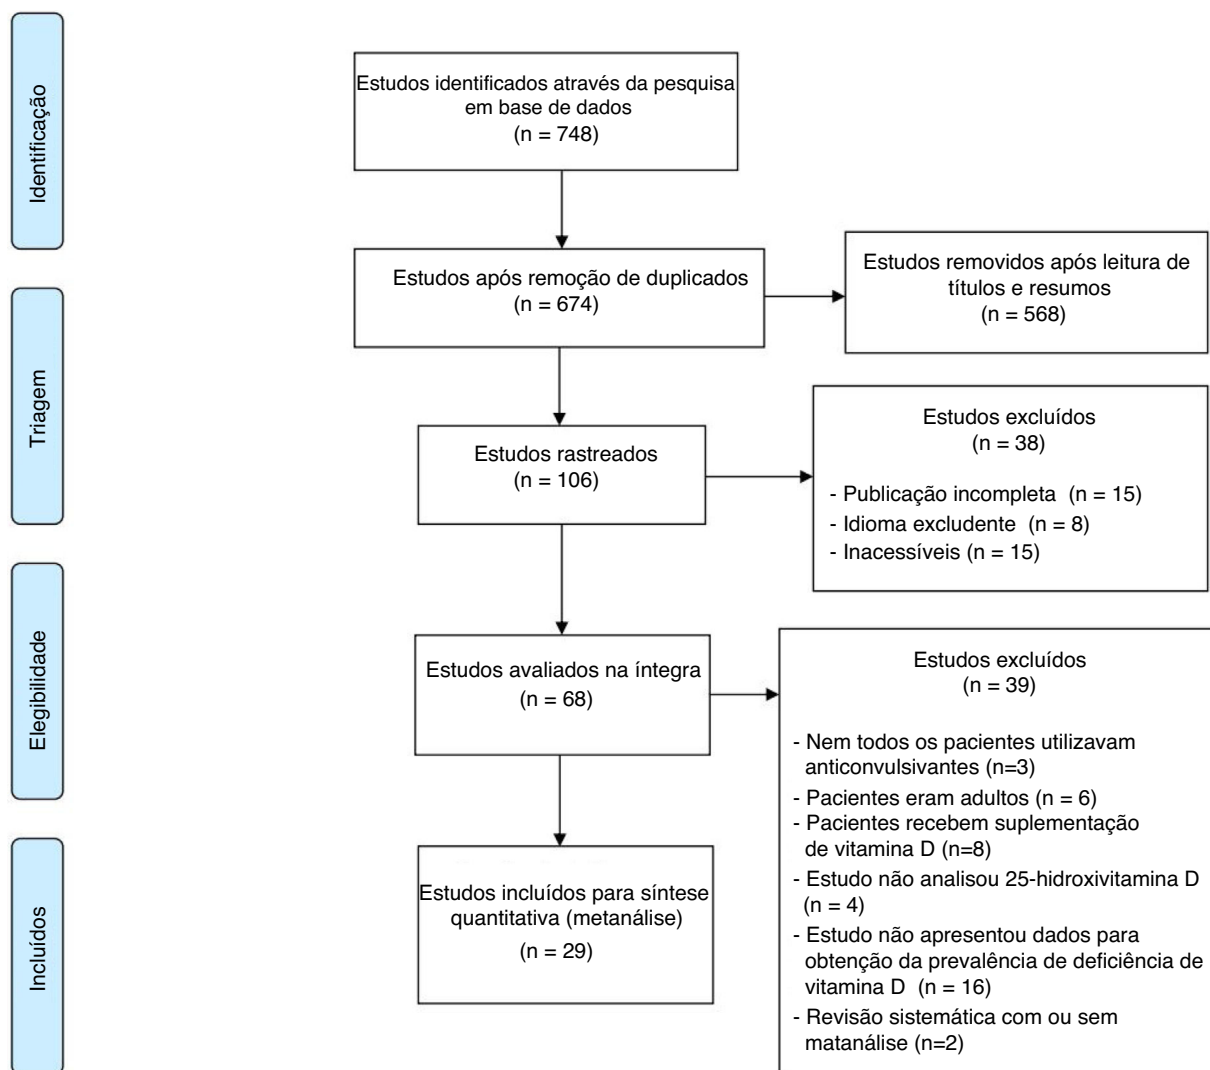 Identificação
Estudos identificados através da pesquisa
em base de dados
(n = 748)
Estudos após remoção de duplicados
(n = 674)
Estudos removidos após leitura de
títulos e resumos
(n = 568)
Triagem
Estudos rastreados
(n = 106)
Estudos excluídos
(n = 38)
- Publicação incompleta (n = 15)
- Idioma excludente (n = 8)
- Inacessíveis (n = 15)
Elegibilidade
Estudos avaliados na íntegra
(n = 68)
Estudos excluídos
(n = 39)
- Nem todos os pacientes utilizavam
anticonvulsivantes (n=3)
- Pacientes eram adultos (n = 6)
- Pacientes recebem suplementação
de vitamina D (n=8)
- Estudo não analisou 25-hidroxivitamina D
(n = 4)
- Estudo não apresentou dados para
obtenção da prevalência de deficiência de
vitamina D (n = 16)
- Revisão sistemática com ou sem
matanálise (n=2)
Incluídos
Estudos incluídos para síntese
quantitativa (metanálise)
(n = 29)